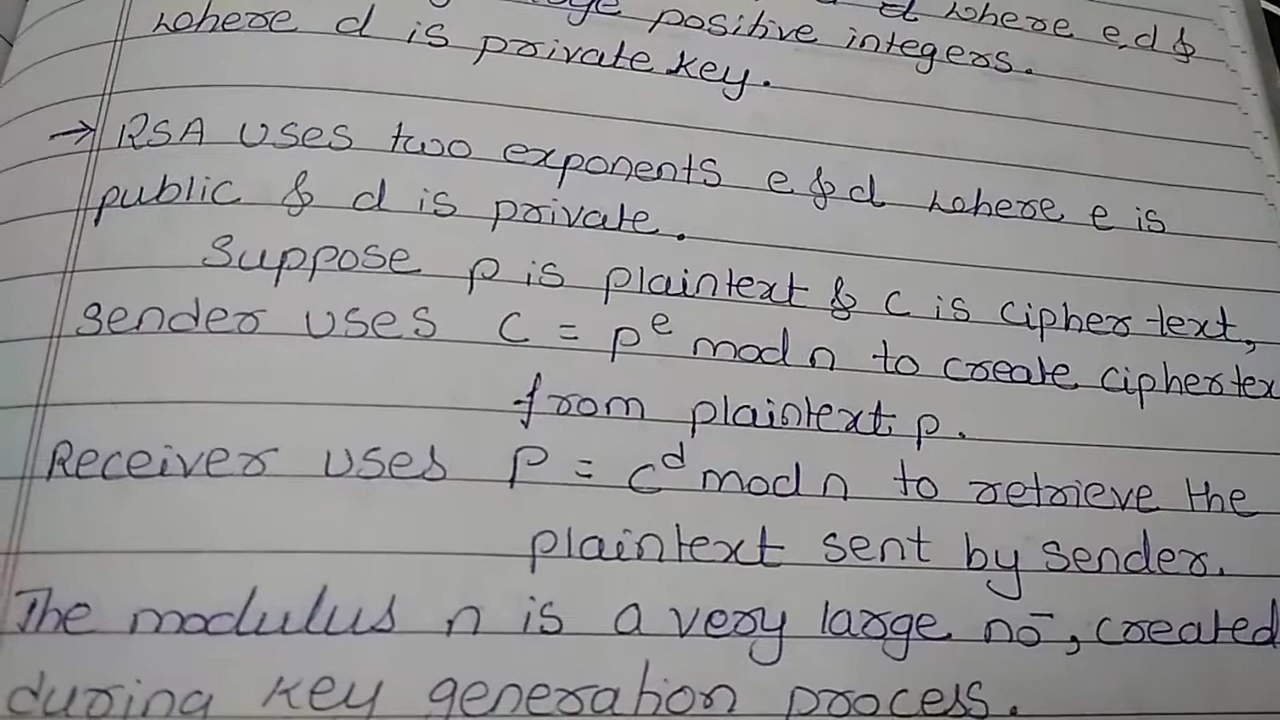 where e,d &
positive integers.
where d is private key.
→ RSA uses two exponents e & d where e is
public & d is private.
Suppose p is plaintext & c is cipher text,
sender uses c = p^e mod n to create ciphertex
from plaintext p.
Receiver uses P = c^d mod n to retrieve the
plaintext sent by sender.
The modulus n is a very large no, created
during key generation process.